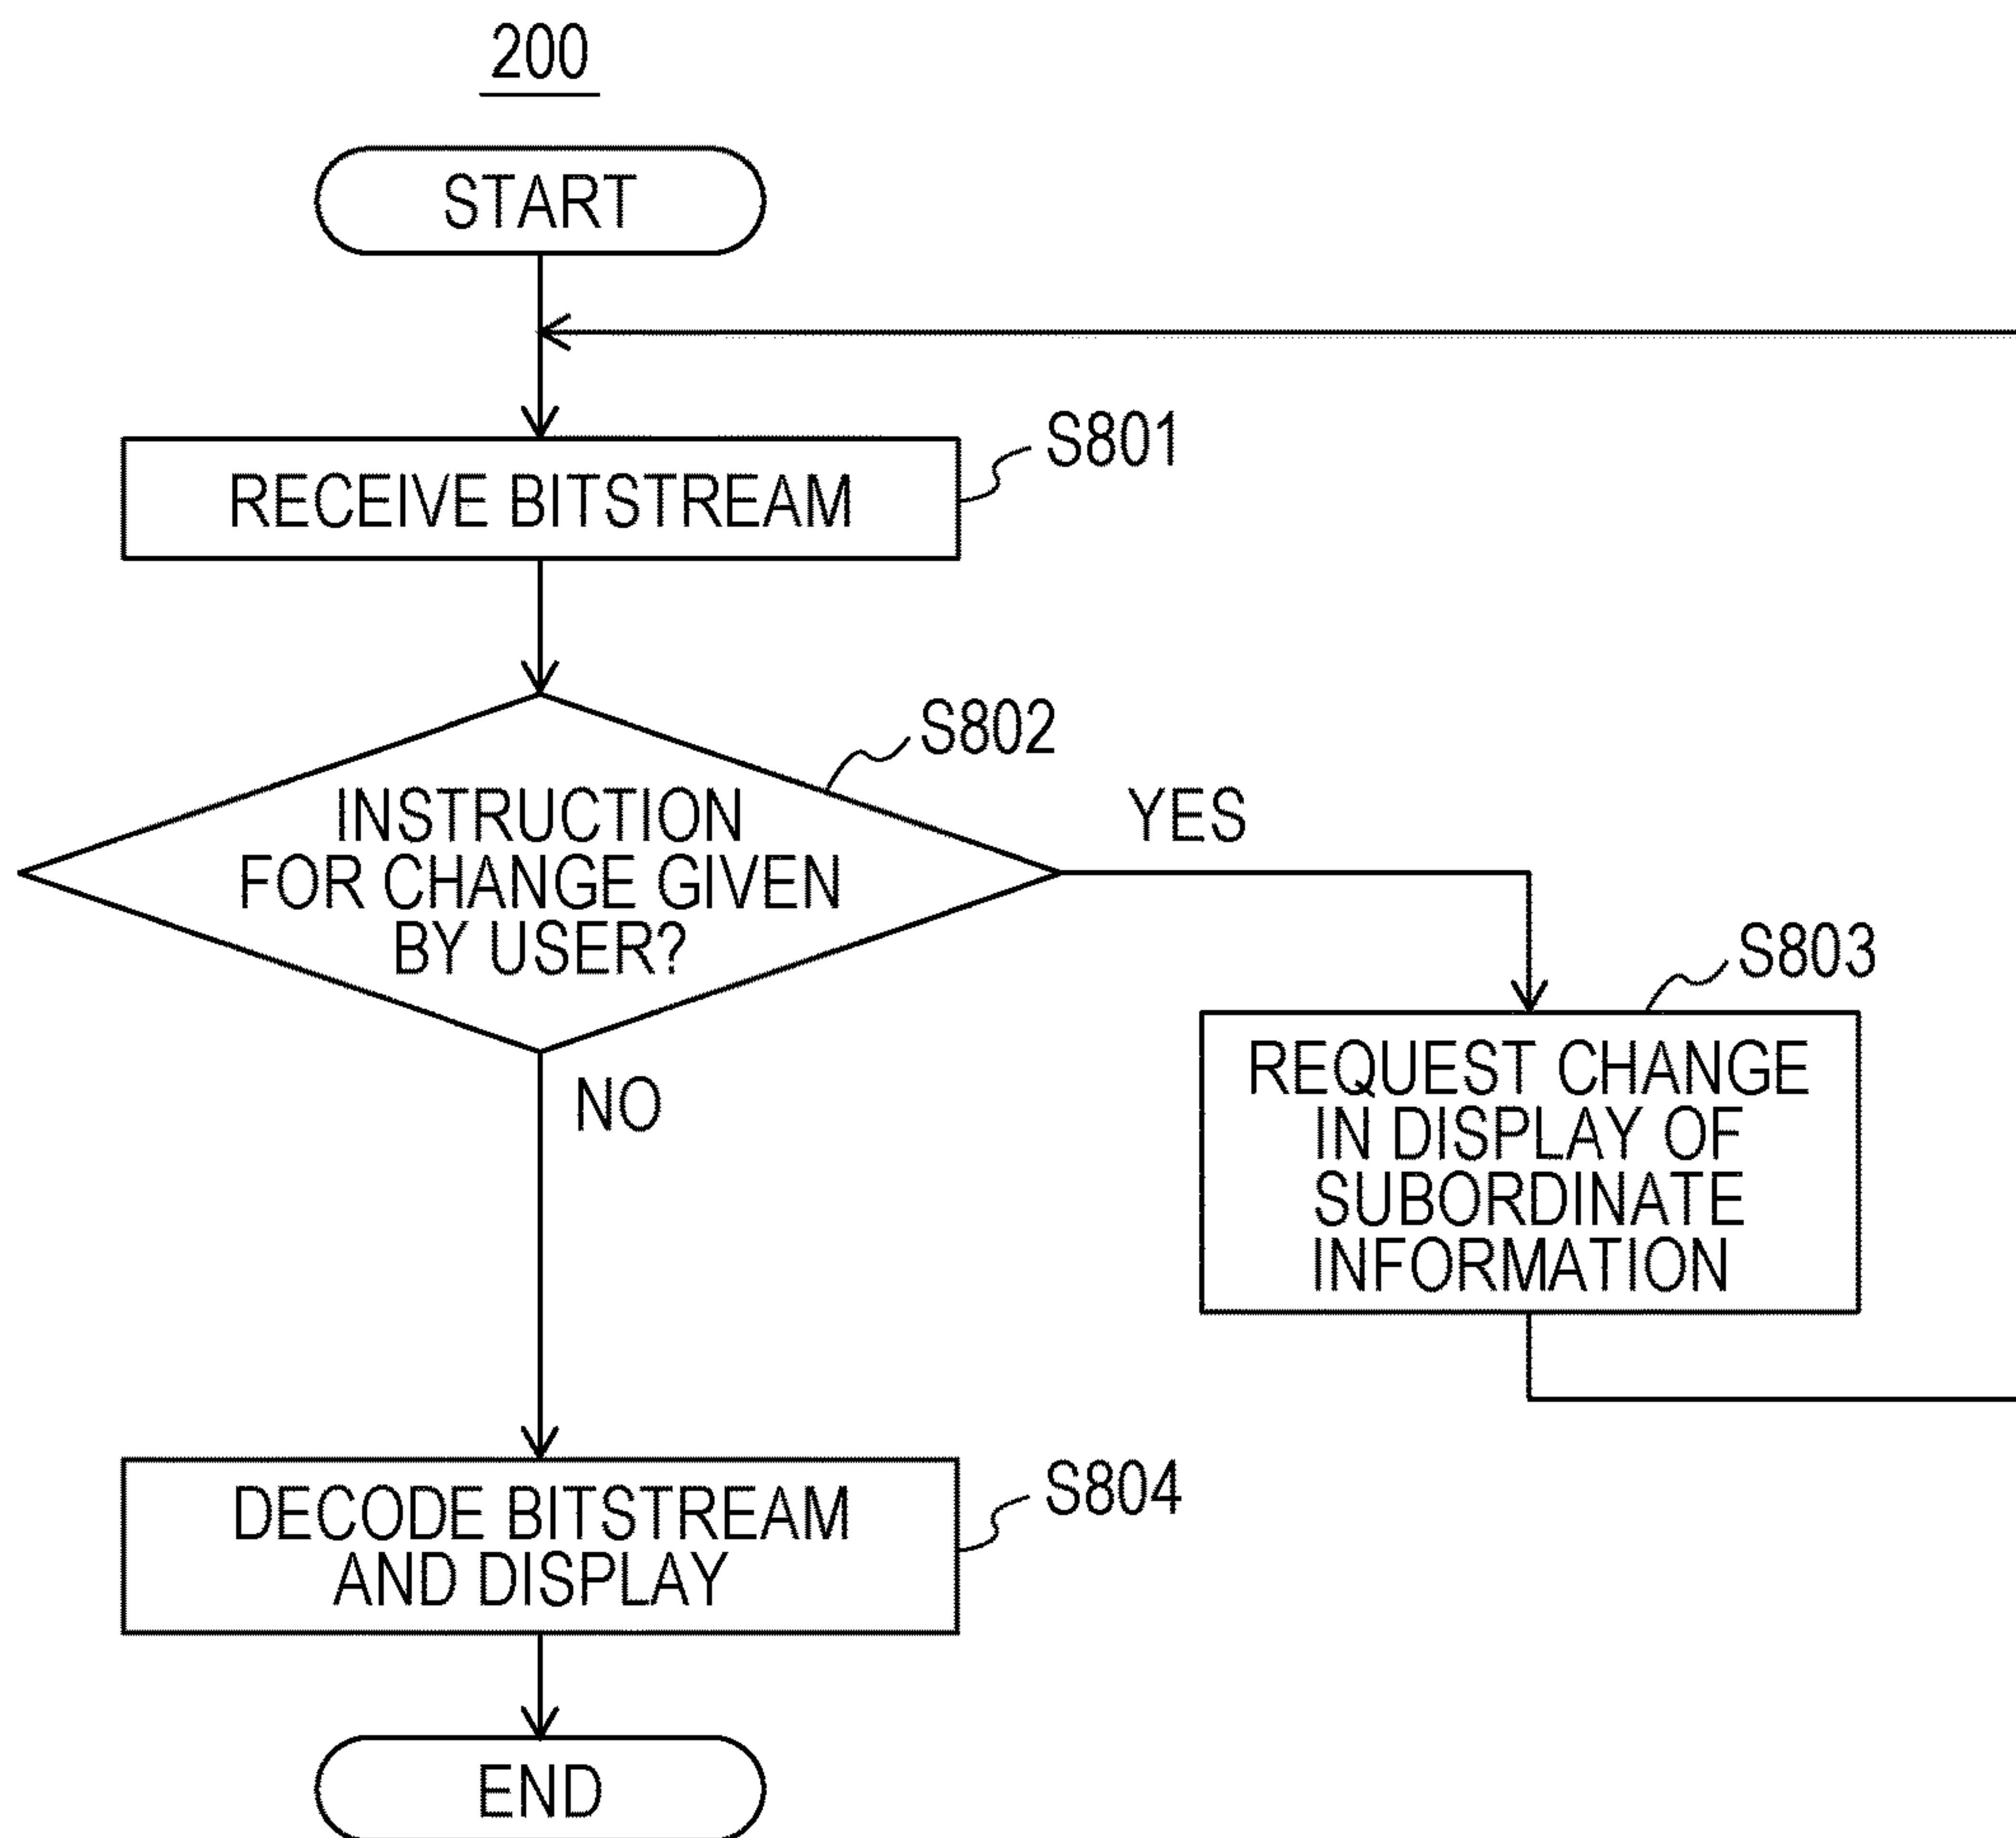 200
START
S801
RECEIVE BITSTREAM
S802
INSTRUCTION
FOR CHANGE GIVEN
BY USER?
YES
NO
S803
REQUEST CHANGE
IN DISPLAY OF
SUBORDINATE
INFORMATION
S804
DECODE BITSTREAM
AND DISPLAY
END